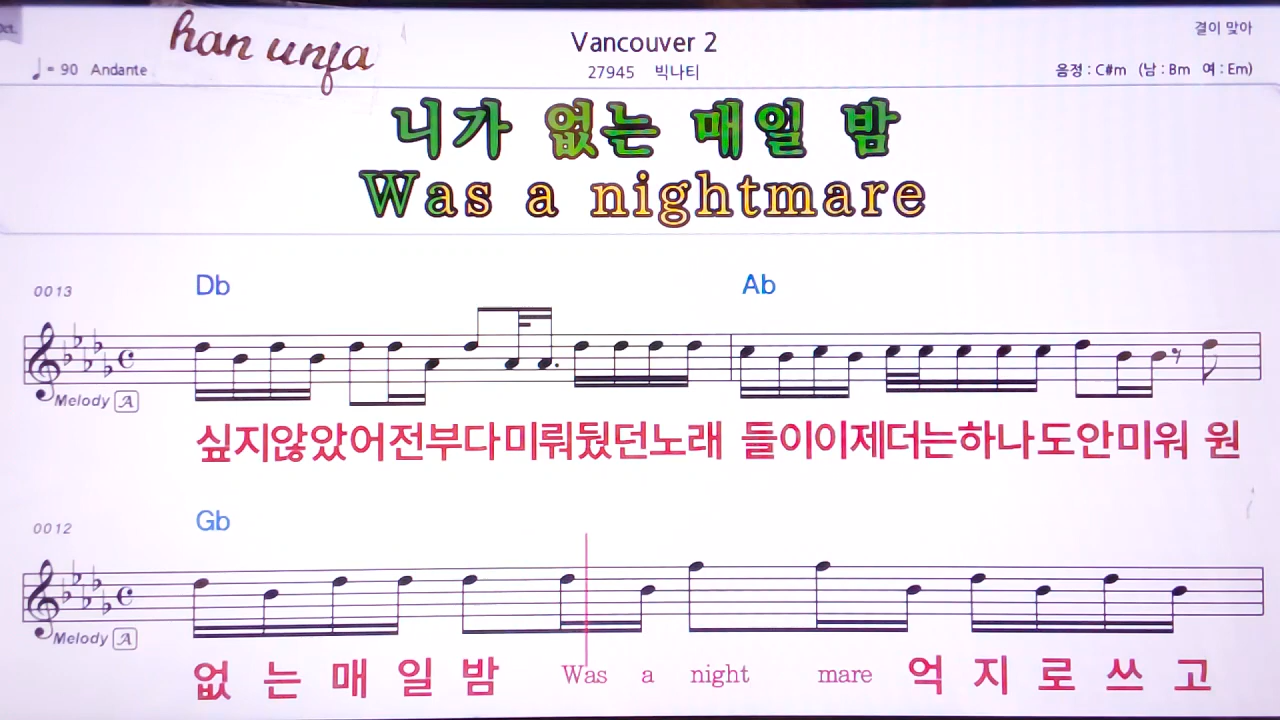 Oct.
han unja
Vancouver 2
결이 맞아
♩= 90 Andante
27945 빅나티
음정 : C#m (남 : Bm 여 : Em)
니가 없는 매일 밤
Was a nightmare
0013
Db Ab
Melody A
싶지않았어전부다미뤄뒀던노래 들이이제더는하나도안미워 원
0012
Gb
Melody A
없 는 매 일 밤 Was a night mare 억 지 로 쓰 고